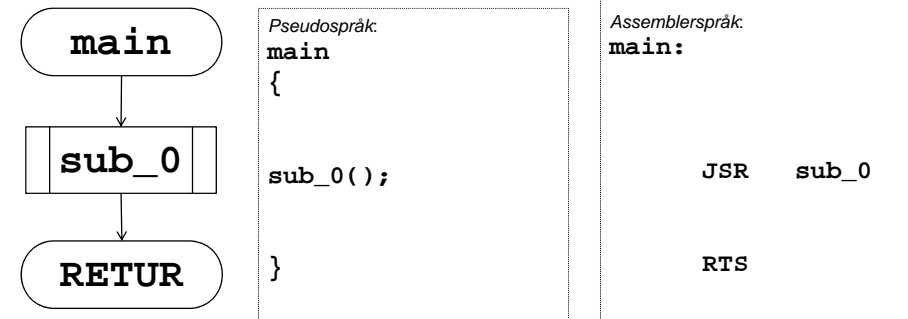 main
sub_0
RETUR
Pseudospråk:
main
{
sub_0();
}
Assemblerspråk:
main:
JSR sub_0
RTS